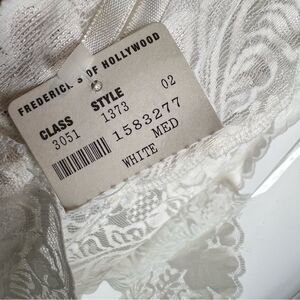 FREDERICK'S OF HOLLYWOOD
CLASS STYLE
3051 1373 02
1583277
MED
WHITE